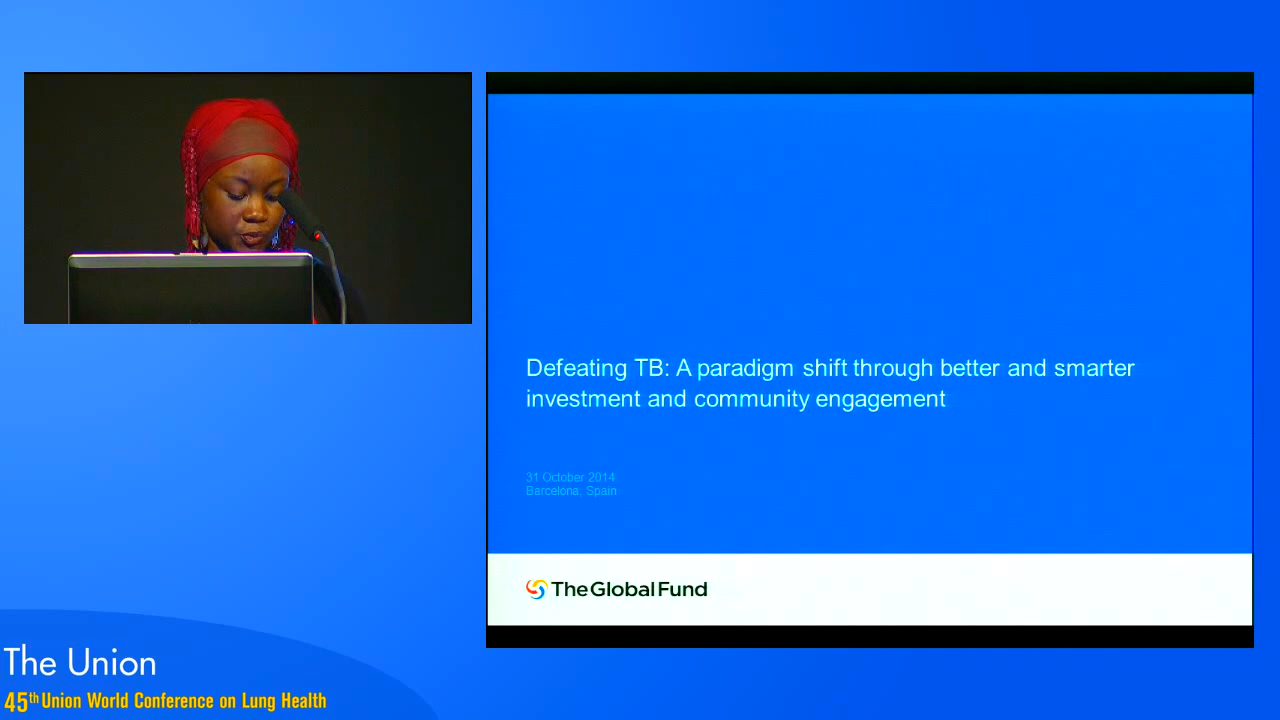 Defeating TB: A paradigm shift through better and smarter
investment and community engagement
31 October 2014
Barcelona, Spain
The Global Fund
The Union
45th Union World Conference on Lung Health